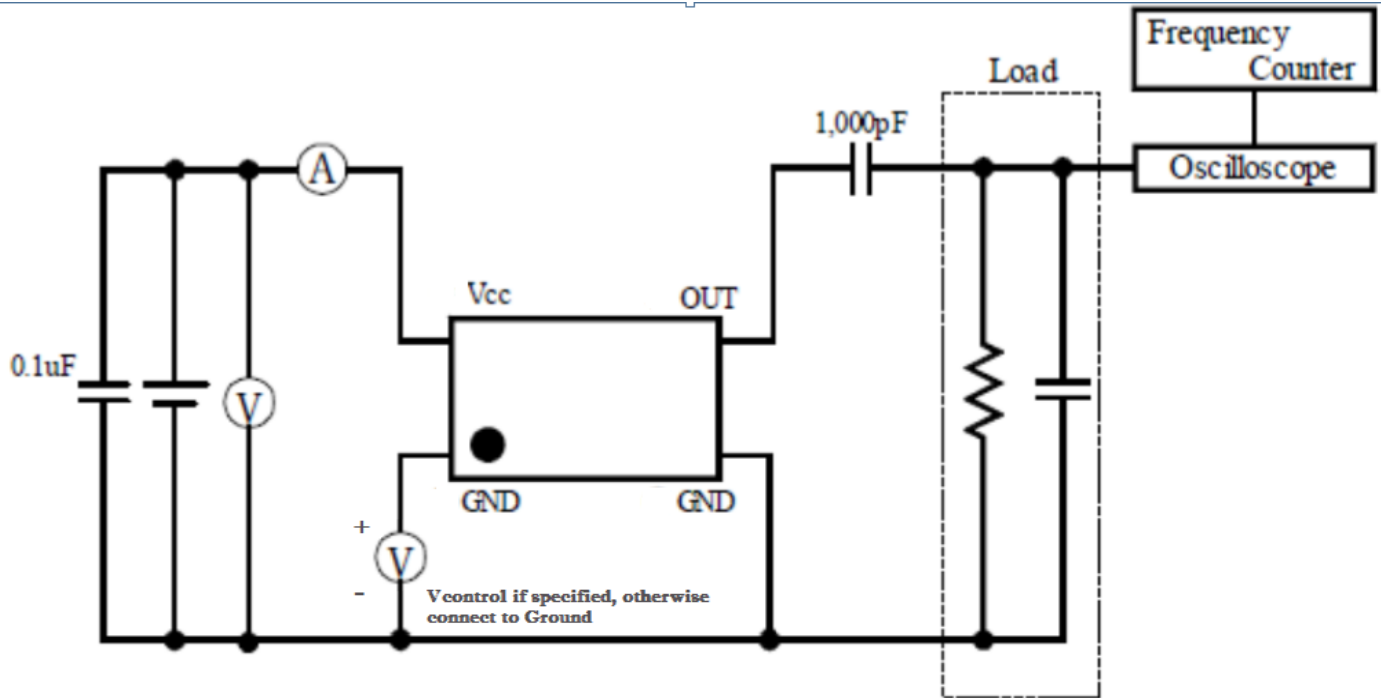 Frequency
Counter
Load
1,000pF
A
Oscilloscope
Vcc
OUT
0.1uF
V
GND
GND
+
V
-
Vcontrol if specified, otherwise
connect to Ground